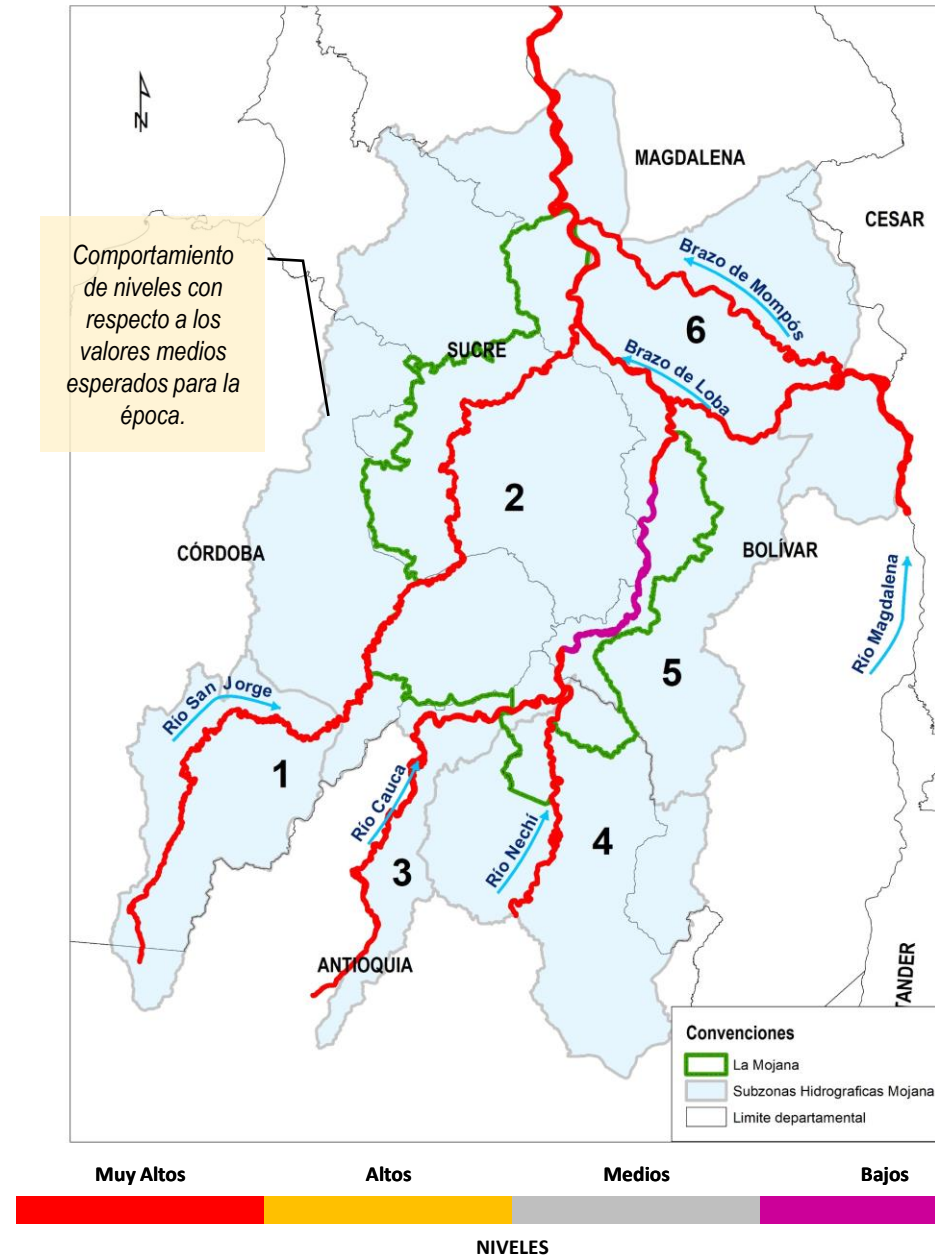 N
MAGDALENA
CESAR
Comportamiento
de niveles con
respecto a los
valores medios
esperados para la
época.
Brazo de Mompós
6
SUCRE
Brazo de Loba
2
CÓRDOBA
BOLÍVAR
Río Magdalena
5
Río San Jorge
1
Río Cauca
3
Río Nechí
4
ANTIOQUIA
TANDER
Convenciones
La Mojana
Subzonas Hidrograficas Mojana
Limite departamental
Muy Altos Altos Medios Bajos
NIVELES